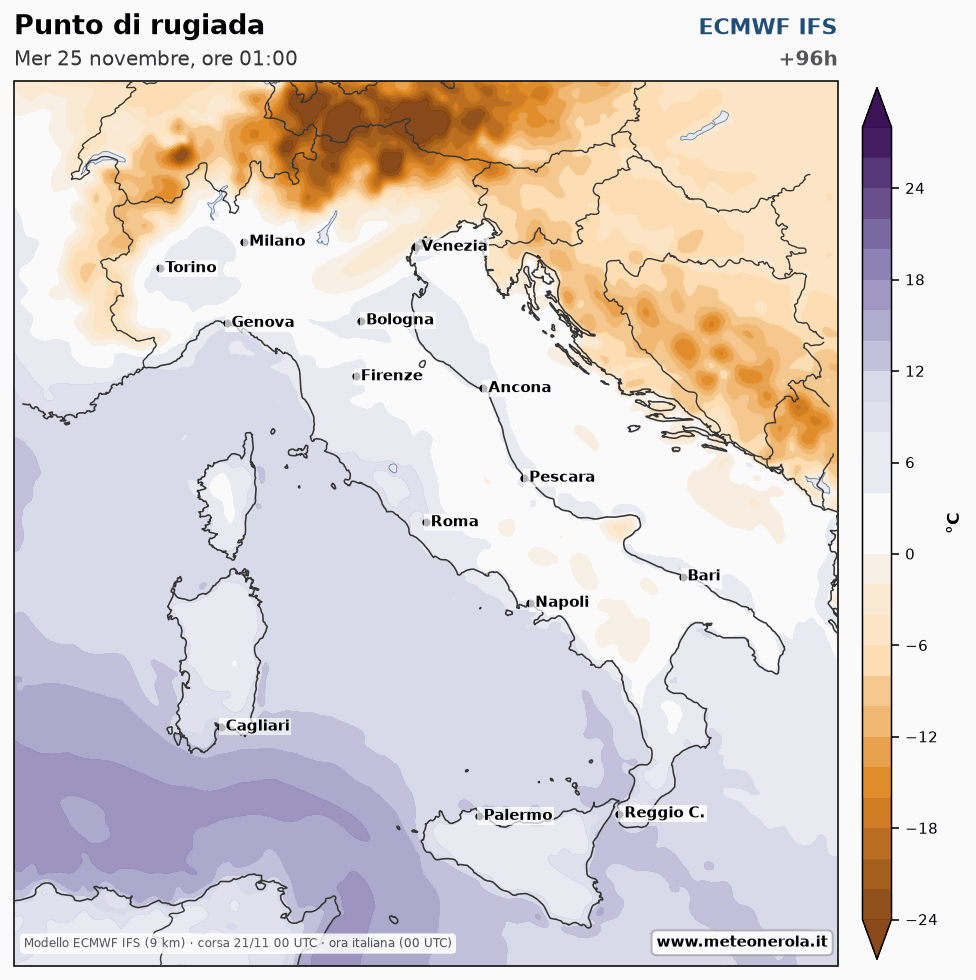 Punto di rugiada
ECMWF IFS
Mer 25 novembre, ore 01:00
+96h
Milano
Venezia
Torino
Genova
Bologna
Firenze
Ancona
Pescara
Roma
Bari
Napoli
Cagliari
Palermo
Reggio C.
24
18
12
6
0
−6
−12
−18
−24
°C
Modello ECMWF IFS (9 km) · corsa 21/11 00 UTC · ora italiana (00 UTC)
www.meteonerola.it